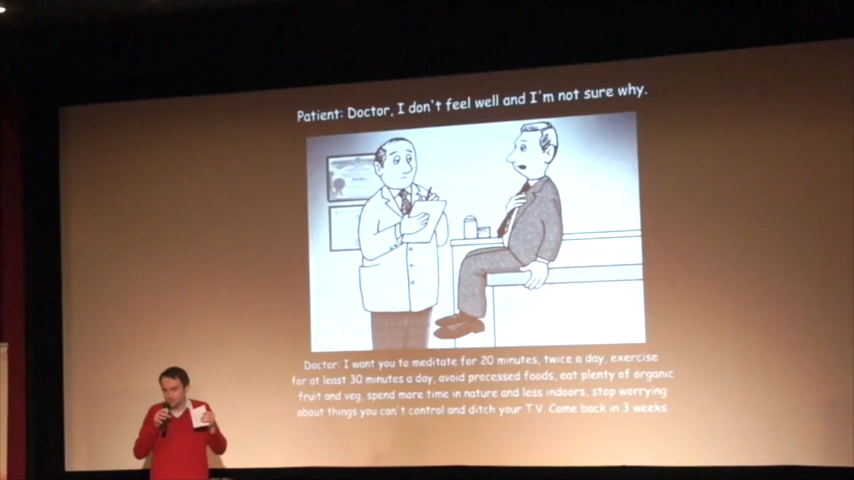 Patient: Doctor, I don't feel well and I'm not sure why.
Doctor: I want you to meditate for 20 minutes, twice a day, exercise
for at least 30 minutes a day, avoid processed foods, eat plenty of organic
fruit and veg, spend more time in nature and less indoors, stop worrying
about things you can't control and ditch your T.V. Come back in 3 weeks.